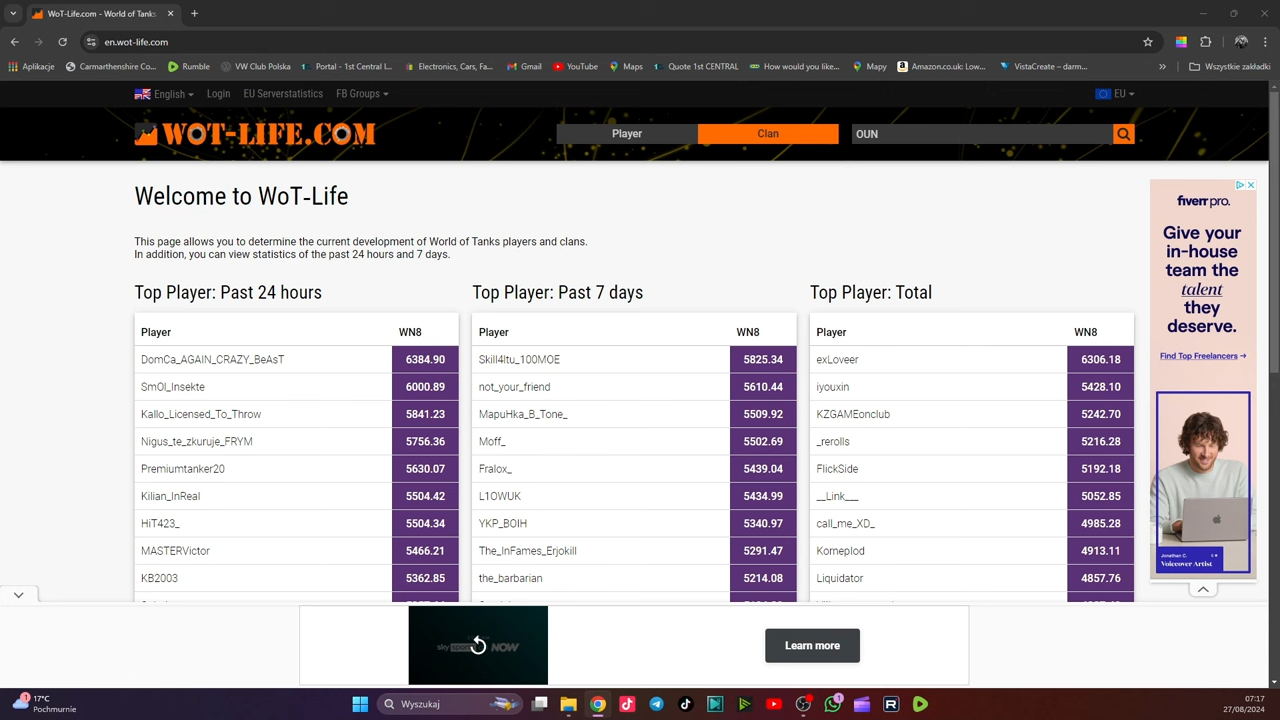 WoT-Life.com - World of Tanks
en.wot-life.com
Aplikacje
Carmarthenshire Co...
Rumble
VW Club Polska
Portal - 1st Central I...
Electronics, Cars, Fa...
Gmail
YouTube
Maps
Quote 1st CENTRAL
How would you like...
Mapy
Amazon.co.uk: Low...
VistaCreate – darm...
Wszystkie zakładki
English
Login
EU Serverstatistics
FB Groups
EU
WOT-LIFE.COM
Player
Clan
OUN
Welcome to WoT-Life
This page allows you to determine the current development of World of Tanks players and clans.
In addition, you can view statistics of the past 24 hours and 7 days.
Top Player: Past 24 hours
Player WN8
DomCa_AGAIN_CRAZY_BeAsT 6384.90
SmOl_Insekte 6000.89
Kallo_Licensed_To_Throw 5841.23
Nigus_te_zkuruje_FRYM 5756.36
Premiumtanker20 5630.07
Kilian_InReal 5504.42
HiT423_ 5504.34
MASTERVictor 5466.21
KB2003 5362.85
Top Player: Past 7 days
Player WN8
Skill4ltu_100MOE 5825.34
not_your_friend 5610.44
MapuHka_B_Tone_ 5509.92
Moff_ 5502.69
Fralox_ 5439.04
L1OWUK 5434.99
YKP_BOIH 5340.97
The_InFames_Erjokill 5291.47
the_barbarian 5214.08
Top Player: Total
Player WN8
exLoveer 6306.18
iyouxin 5428.10
KZGAMEonclub 5242.70
_rerolls 5216.28
FlickSide 5192.18
__Link___ 5052.85
call_me_XD_ 4985.28
Kornep1od 4913.11
Liquidator 4857.76
fiverr pro.
Give your
in-house
team the
talent
they
deserve.
Find Top Freelancers →
Jonathan C. 6
Voiceover Artist
sky sports NOW
Learn more
1
17°C
Pochmurnie
Wyszukaj
1
07:17
27/08/2024